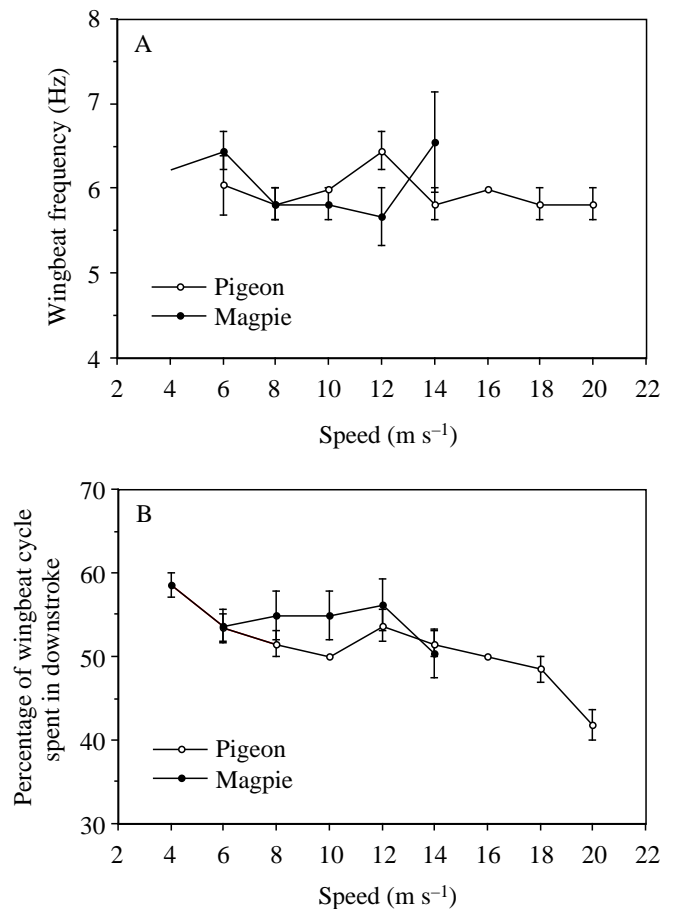 8
7
6
5
4
Wingbeat frequency (Hz)
A
Pigeon
Magpie
2 4 6 8 10 12 14 16 18 20 22
Speed (m s–1)
70
60
50
40
30
Percentage of wingbeat cycle
spent in downstroke
B
Pigeon
Magpie
2 4 6 8 10 12 14 16 18 20 22
Speed (m s–1)